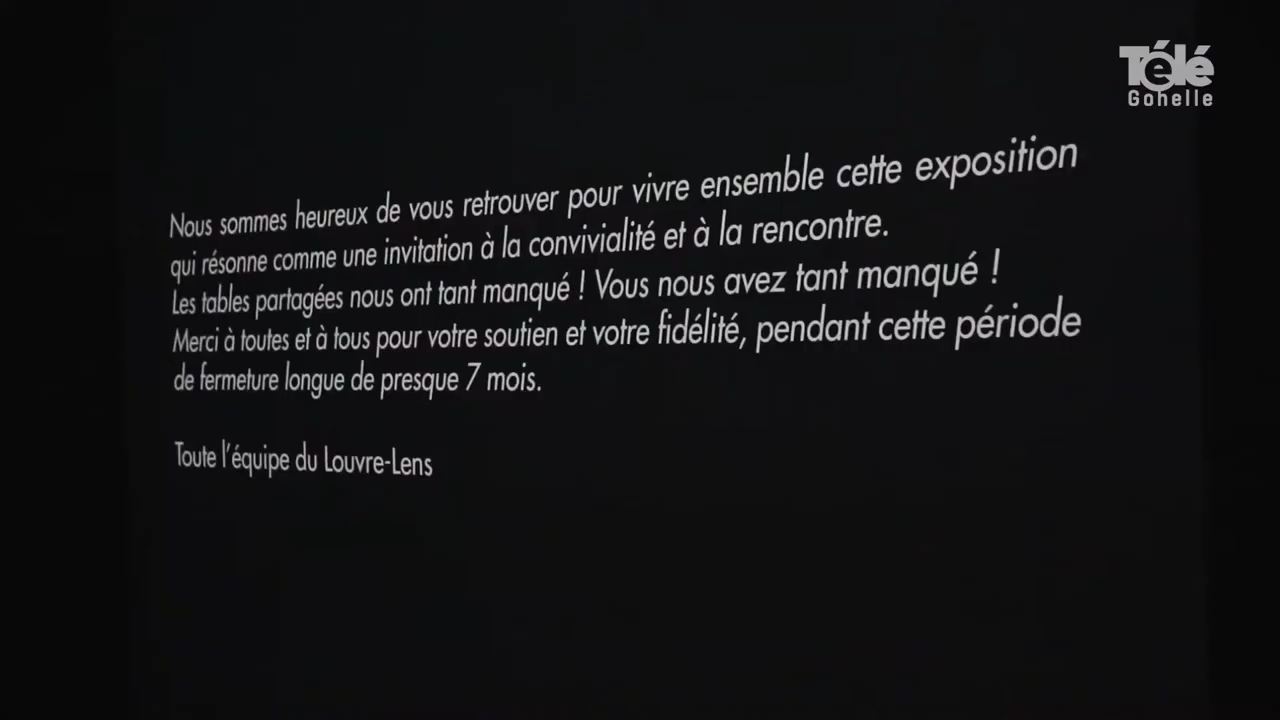 Télé
Gohelle
Nous sommes heureux de vous retrouver pour vivre ensemble cette exposition
qui résonne comme une invitation à la convivialité et à la rencontre.
Les tables partagées nous ont tant manqué ! Vous nous avez tant manqué !
Merci à toutes et à tous pour votre soutien et votre fidélité, pendant cette période
de fermeture longue de presque 7 mois.
Toute l'équipe du Louvre-Lens